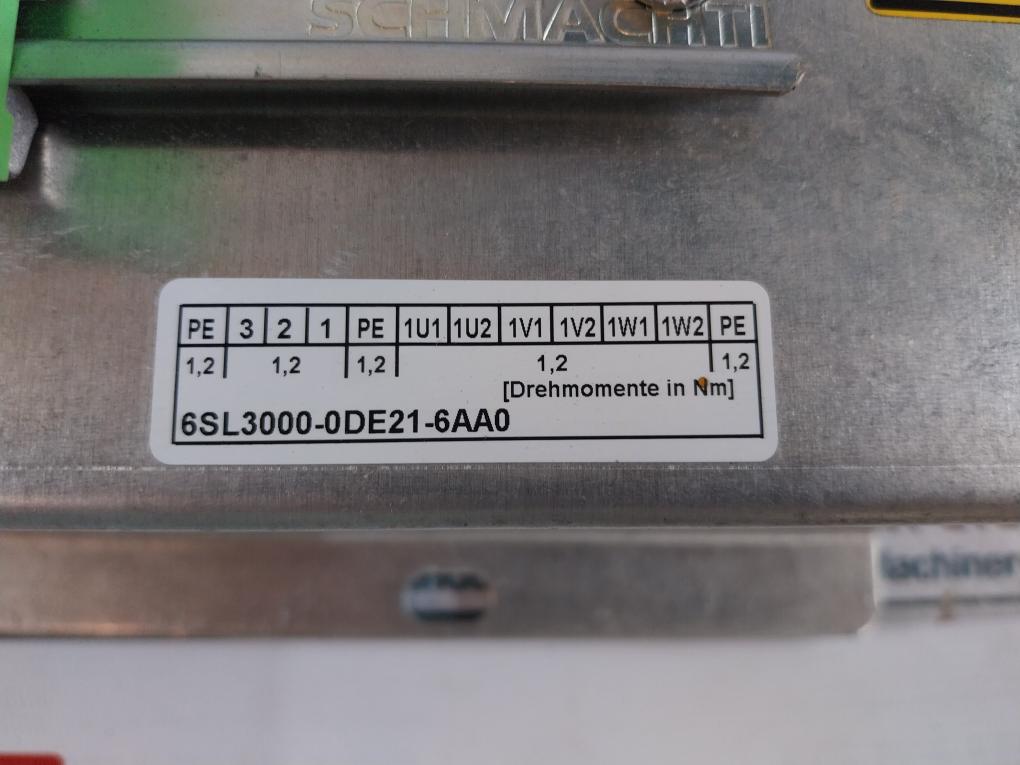 PE 3 2 1 PE 1U1 1U2 1V1 1V2 1W1 1W2 PE
1,2 1,2 1,2 1,2 1,2
[Drehmomente in Nm]
6SL3000-0DE21-6AA0